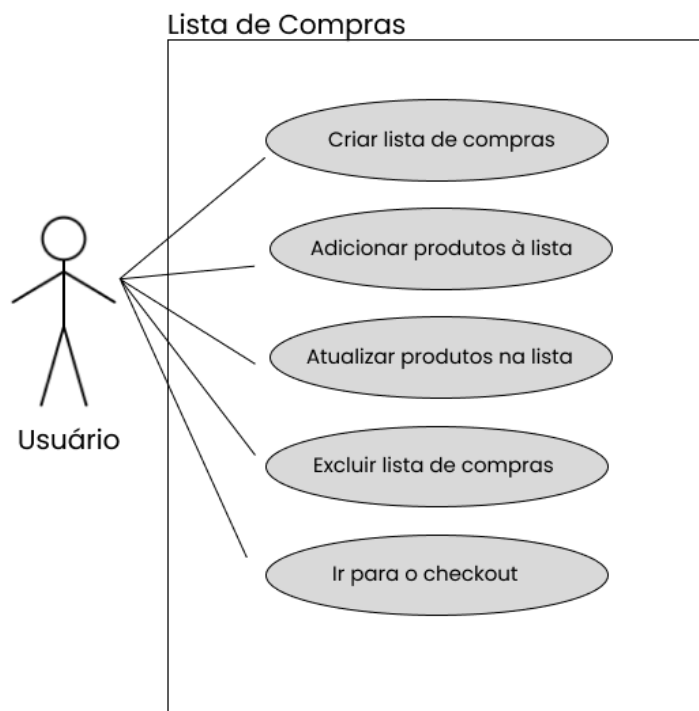 Lista de Compras
Criar lista de compras
Adicionar produtos à lista
Atualizar produtos na lista
Usuário
Excluir lista de compras
Ir para o checkout